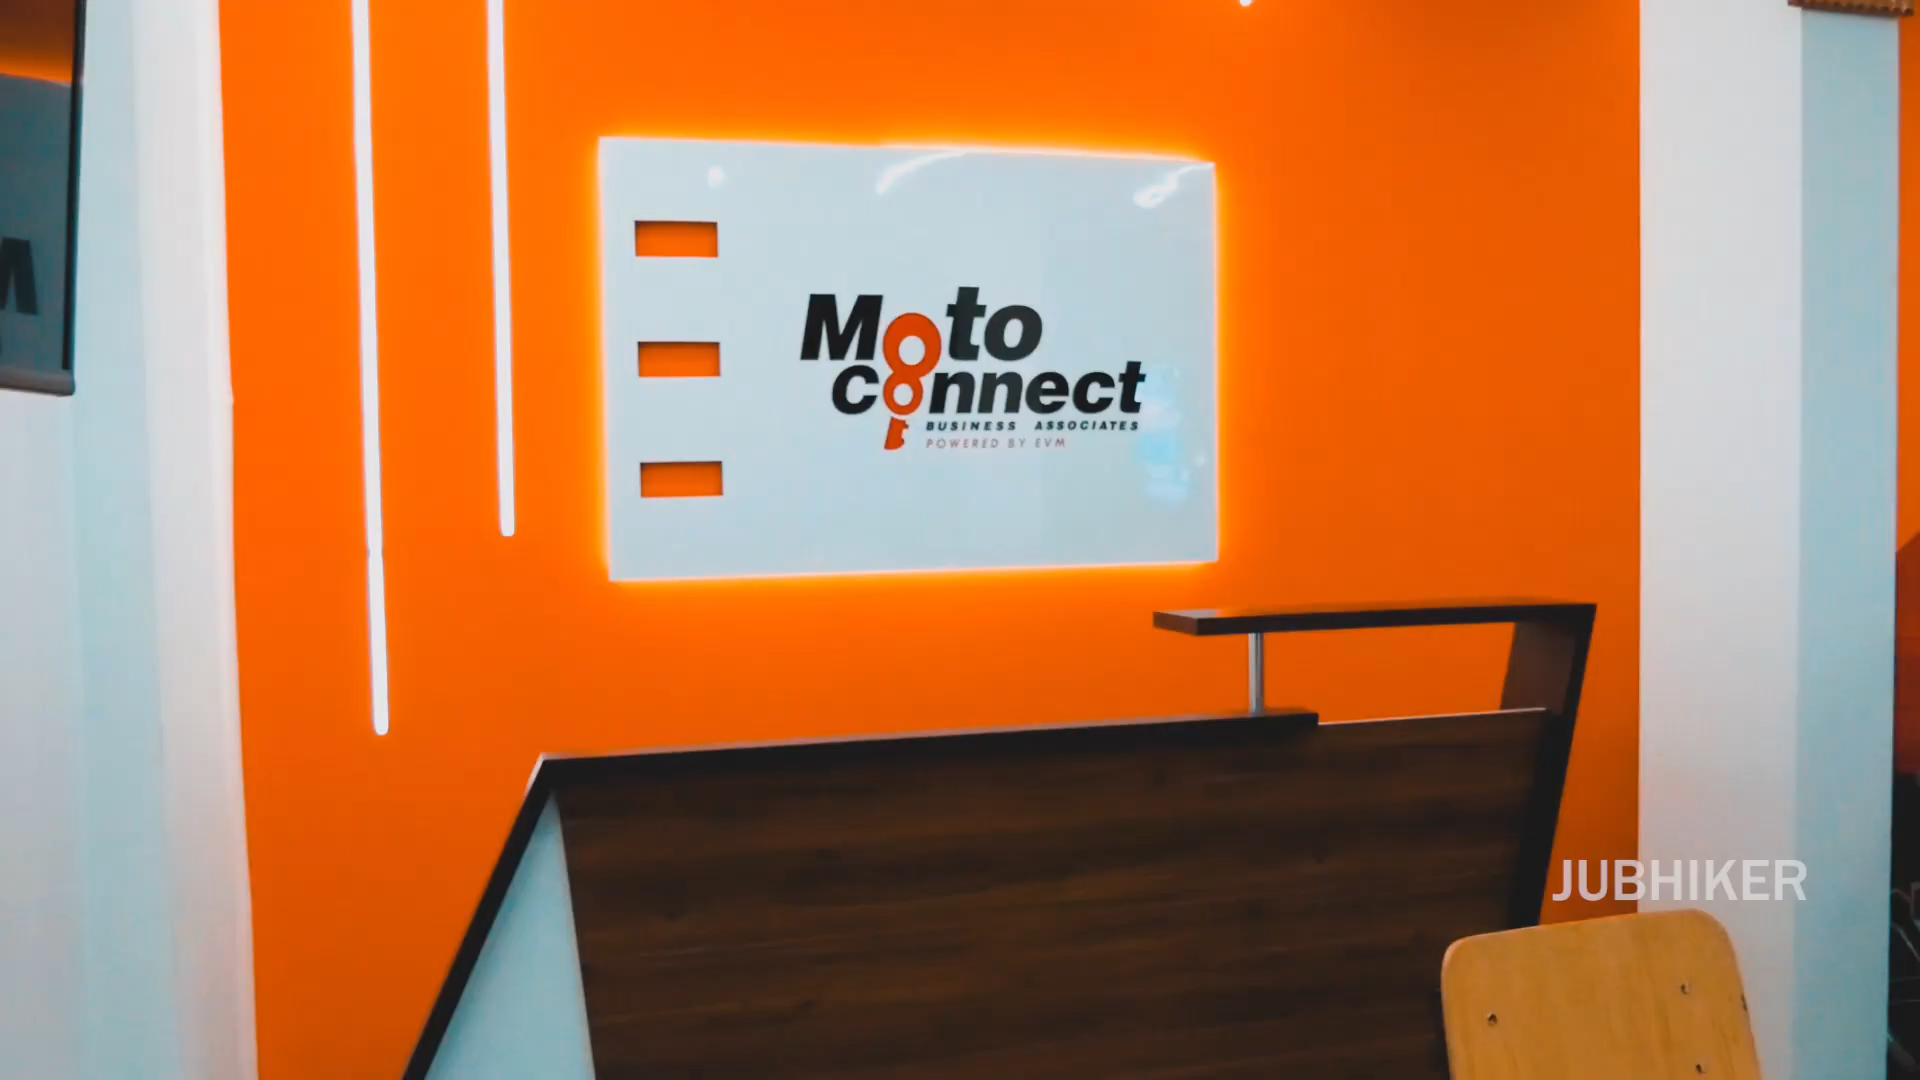 Moto
Connect
BUSINESS ASSOCIATES
POWERED BY EVM
JUBHIKER